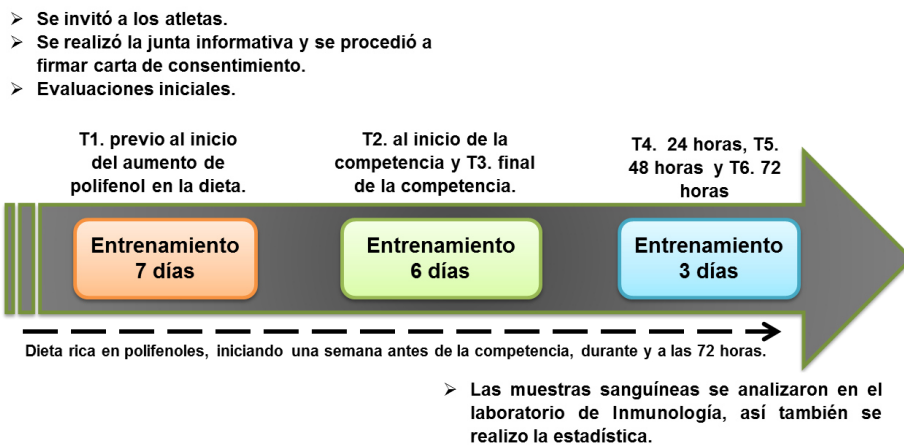 ➢ Se invitó a los atletas.
➢ Se realizó la junta informativa y se procedió a
firmar carta de consentimiento.
➢ Evaluaciones iniciales.
T1. previo al inicio
del aumento de
polifenol en la dieta.
T2. al inicio de la
competencia y T3. final
de la competencia.
T4. 24 horas, T5.
48 horas y T6. 72
horas
Entrenamiento
7 días
Entrenamiento
6 días
Entrenamiento
3 días
Dieta rica en polifenoles, iniciando una semana antes de la competencia, durante y a las 72 horas.
➢ Las muestras sanguíneas se analizaron en el
laboratorio de Inmunología, así también se
realizo la estadística.